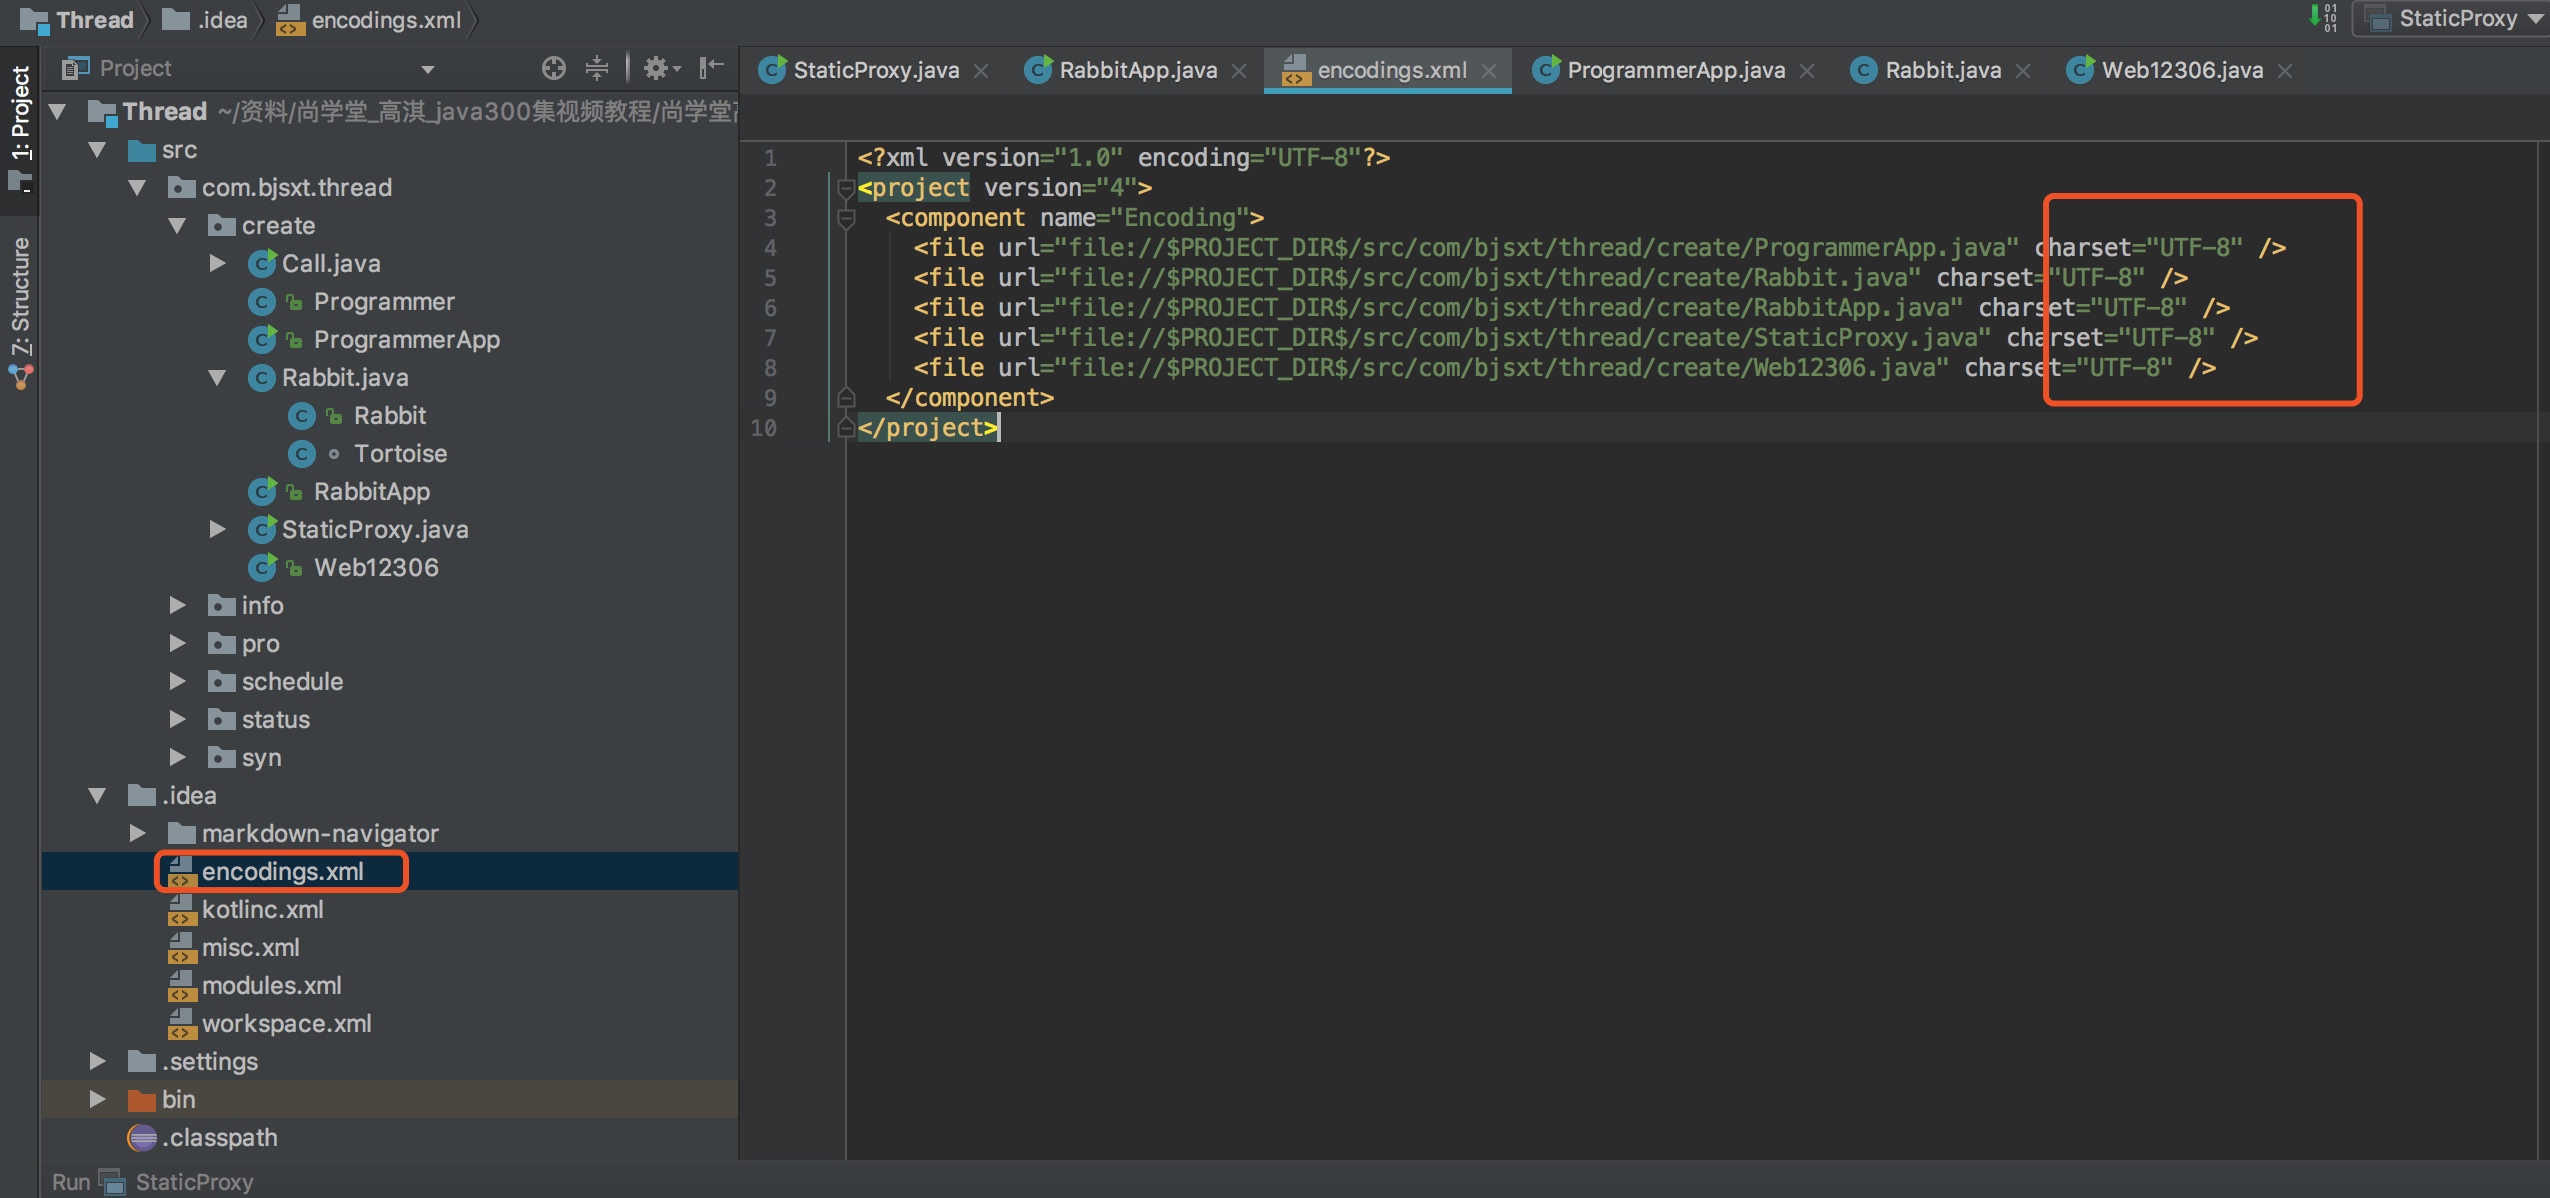 Thread .idea encodings.xml
StaticProxy
1: Project
7: Structure
Project
Thread ~/资料/尚学堂_高淇_java300集视频教程/尚学堂
src
com.bjsxt.thread
create
Call.java
Programmer
ProgrammerApp
Rabbit.java
Rabbit
Tortoise
RabbitApp
StaticProxy.java
Web12306
info
pro
schedule
status
syn
.idea
markdown-navigator
encodings.xml
kotlinc.xml
misc.xml
modules.xml
workspace.xml
.settings
bin
.classpath
StaticProxy.java RabbitApp.java encodings.xml ProgrammerApp.java Rabbit.java Web12306.java
1 <?xml version="1.0" encoding="UTF-8"?>
2 <project version="4">
3 <component name="Encoding">
4 <file url="file://$PROJECT_DIR$/src/com/bjsxt/thread/create/ProgrammerApp.java" charset="UTF-8" />
5 <file url="file://$PROJECT_DIR$/src/com/bjsxt/thread/create/Rabbit.java" charset="UTF-8" />
6 <file url="file://$PROJECT_DIR$/src/com/bjsxt/thread/create/RabbitApp.java" charset="UTF-8" />
7 <file url="file://$PROJECT_DIR$/src/com/bjsxt/thread/create/StaticProxy.java" charset="UTF-8" />
8 <file url="file://$PROJECT_DIR$/src/com/bjsxt/thread/create/Web12306.java" charset="UTF-8" />
9 </component>
10 </project>
Run StaticProxy